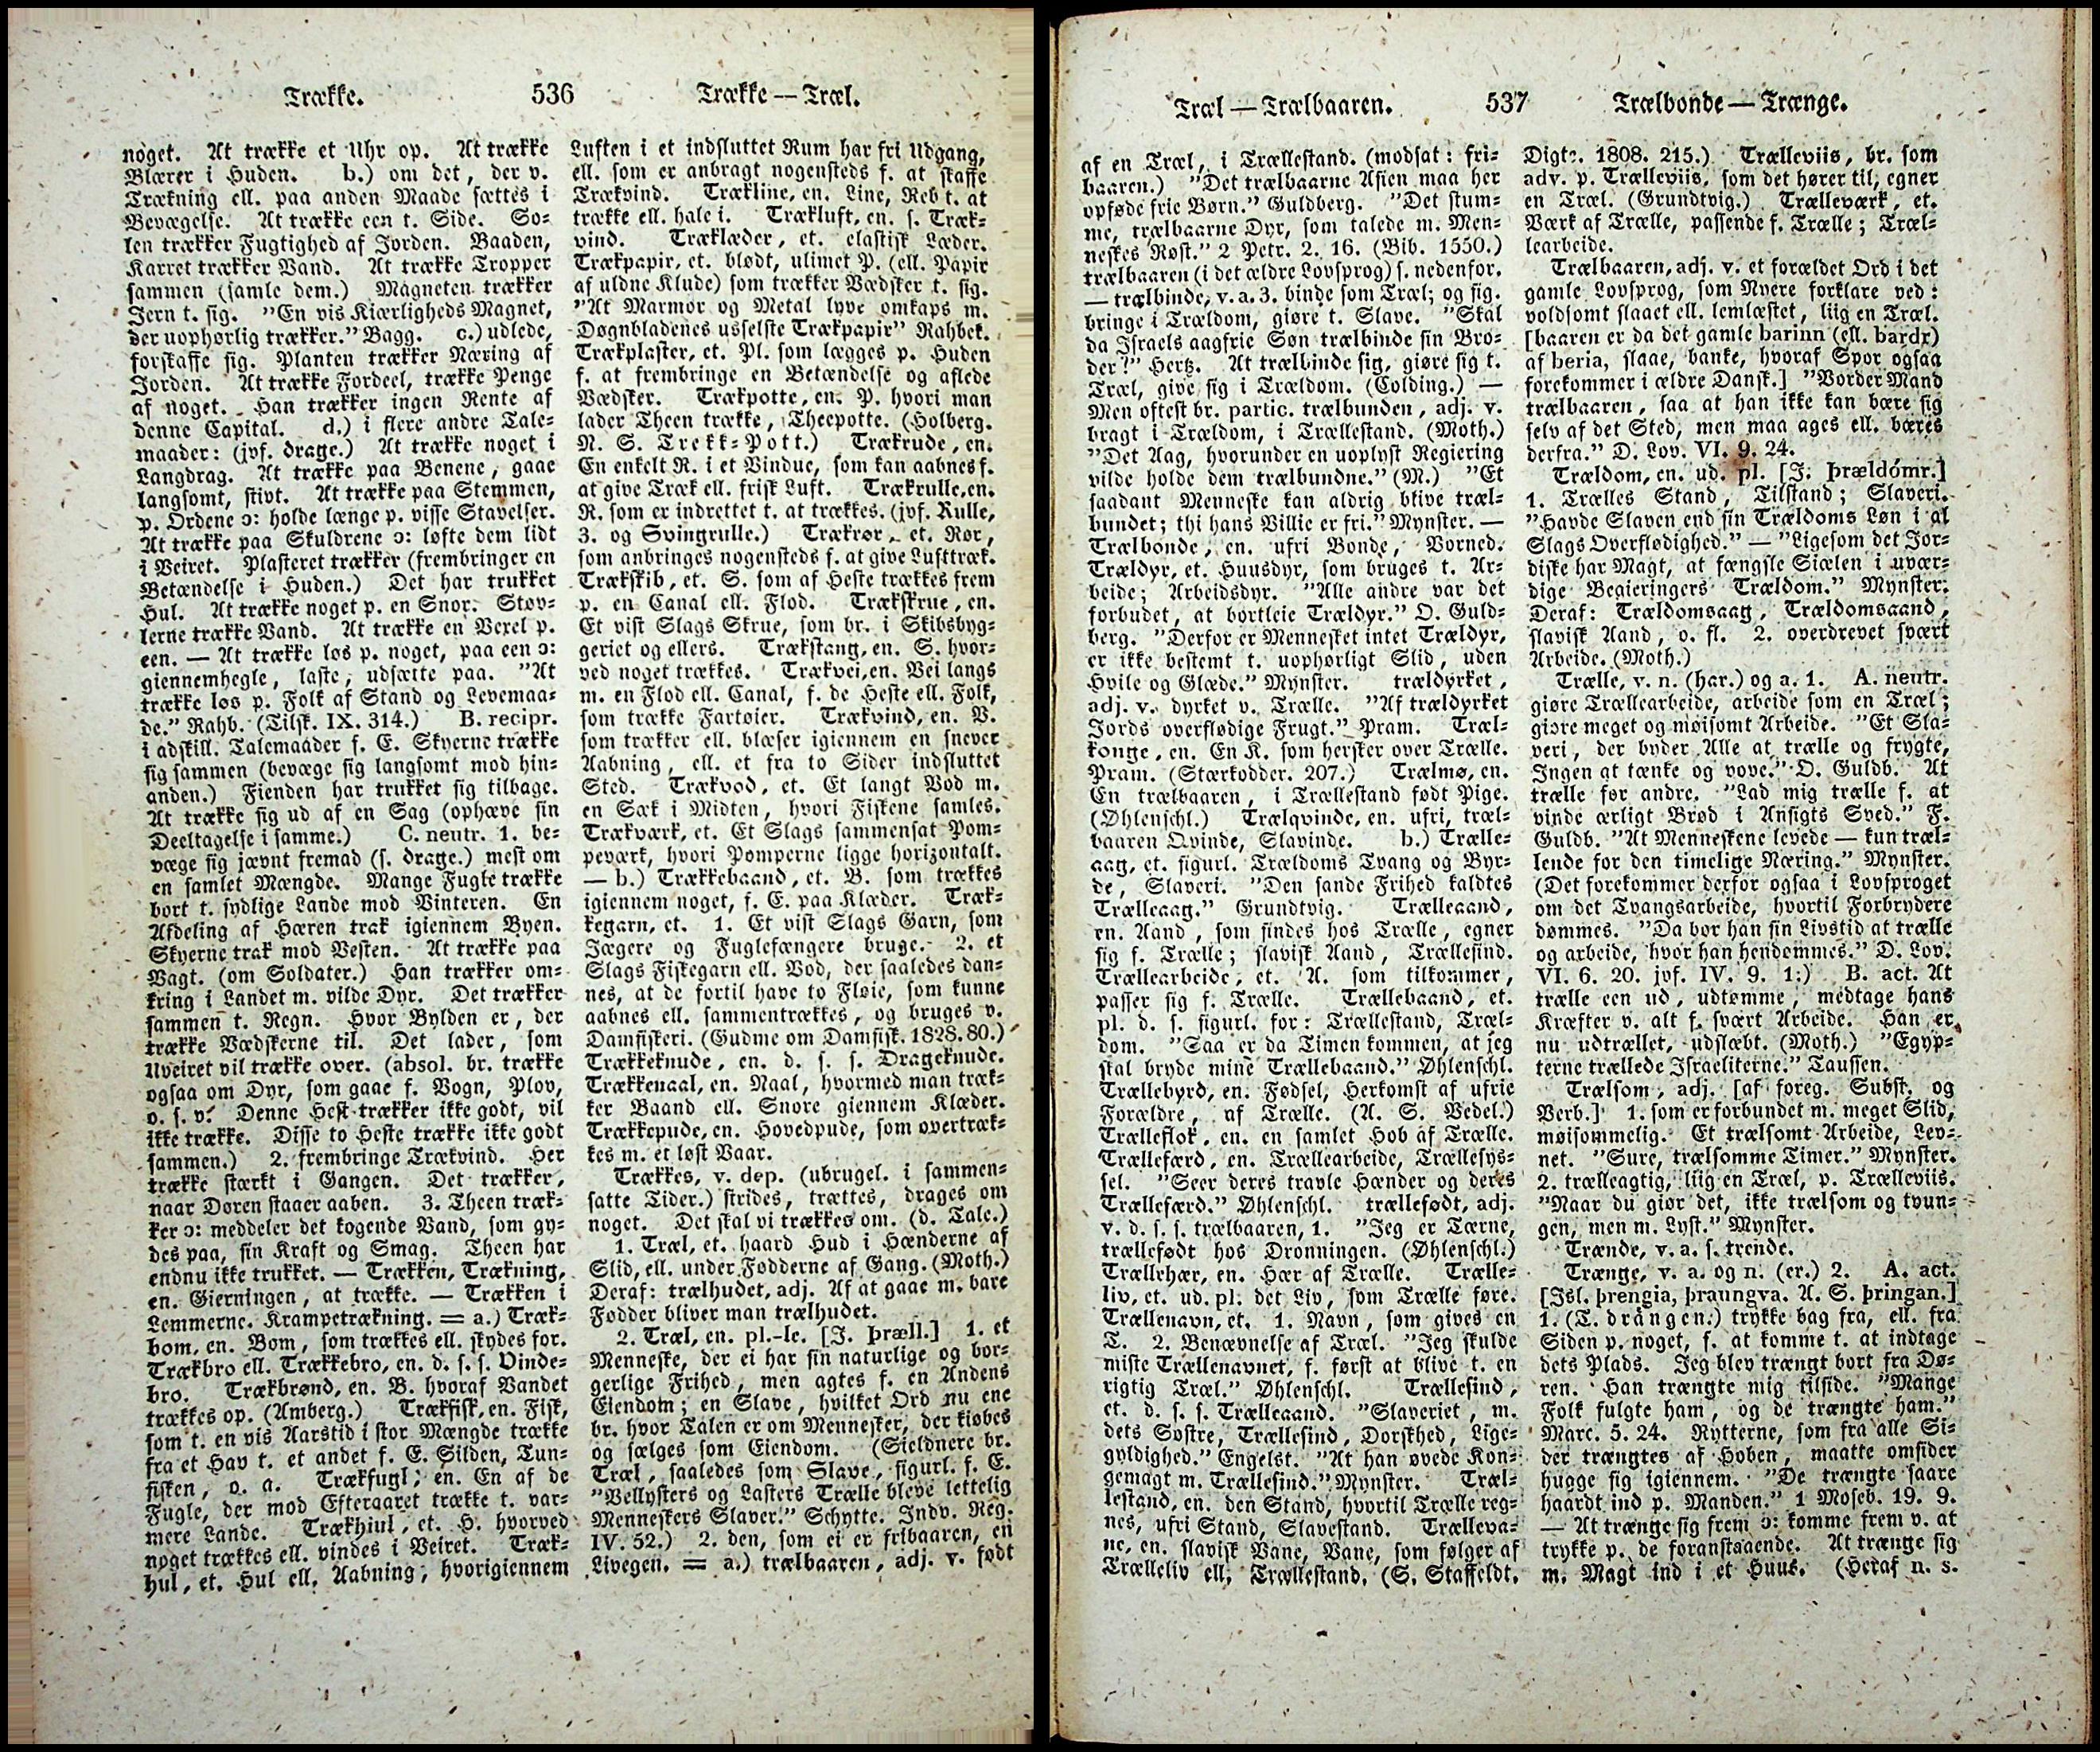 Trække.
536
Trække — Træl.
noget. At trække et Uhr op. At trække
Blærer i Huden. b.) om det, der v.
Trækning ell. paa anden Maade sættes i
Bevægelse. At trække een t. Side. So-
len trækker Fugtighed af Jorden. Baaden,
Karret trækker Vand. At trække Tropper
sammen (samle dem.) Magneten trækker
Jern t. sig. "En vis Kiærligheds Magnet,
der uophørlig trækker." Bagg. c.) udlede,
forskaffe sig. Planten trækker Næring af
Jorden. At trække Fordeel, trække Penge
af noget. Han trækker ingen Rente af
denne Capital. d.) i flere andre Tale-
maader: (jvf. drage.) At trække noget i
Langdrag. At trække paa Benene, gaae
langsomt, stivt. At trække paa Stemmen,
p. Ordene ɔ: holde længe p. visse Stavelser.
At trække paa Skuldrene ɔ: løfte dem lidt
i Veiret. Plasteret trækker (frembringer en
Betændelse i Huden.) Det har trukket
Hul. At trække noget p. en Snor. Støv-
lerne trække Vand. At trække en Vexel p.
een. — At trække los p. noget, paa een ɔ:
giennemhegle, laste, udsætte paa. "At
trække løs p. Folk af Stand og Levemaa-
de." Rahb. (Tilsk. IX. 314.) B. recipr.
i adskill. Talemaader f. E. Skyerne trække
sig sammen (bevæge sig langsomt mod hin-
anden.) Fienden har trukket sig tilbage.
At trække sig ud af en Sag (ophæve sin
Deeltagelse i samme.) C. neutr. 1. be-
væge sig jævnt fremad (s. drage.) mest om
en samlet Mængde. Mange Fugle trække
bort t. sydlige Lande mod Vinteren. En
Afdeling af Hæren trak igiennem Byen.
Skyerne trak mod Vesten. At trække paa
Vagt. (om Soldater.) Han trækker om-
kring i Landet m. vilde Dyr. Det trækker
sammen t. Regn. Hvor Bylden er, der
trække Vædskerne til. Det lader, som
Uveiret vil trække over. (absol. br. trække
ogsaa om Dyr, som gaae f. Vogn, Plov,
o. s. v. Denne Hest trækker ikke godt, vil
ikke trække. Disse to Heste trække ikke godt
sammen.) 2. frembringe Trækvind. Her
trække stærkt i Gangen. Det trækker,
naar Døren staaer aaben. 3. Theen træk-
ker ɔ: meddeler det kogende Vand, som gy-
des paa, sin Kraft og Smag. Theen har
endnu ikke trukket. — Trækken, Trækning,
en. Gierningen, at trække. — Trækken i
Lemmerne. Krampetrækning. = a.) Træk-
bom, en. Bom, som trækkes ell. skydes for.
Trækbro ell. Trækkebro, en. d. s. s. Vinde-
bro. Trækbrønd, en. B. hvoraf Vandet
trækkes op. (Amberg.) Trækfisk, en. Fisk,
som t. en vis Aarstid i stor Mængde trække
fra et Hav t. et andet f. E. Silden, Tun-
fisken, o. a. Trækfugl, en. En af de
Fugle, der mod Efteraaret trække t. var-
mere Lande. Trækhiul, et. H. hvorved
noget trækkes ell. vindes i Veiret. Træk-
hul, et. Hul ell. Aabning, hvorigiennem
Luften i et indsluttet Rum har fri Udgang,
ell. som er anbragt nogensteds f. at skaffe
Trækvind. Trækline, en. Line, Reb t. at
trække ell. hale i. Trækluft, en. s. Træk-
vind. Træklæder, et. elastisk Læder.
Trækpapir, et. blødt, ulimet P. (ell. Papir
af uldne Klude) som trækker Vædsker t. sig.
"At Marmor og Metal lyve omkaps m.
Døgnbladenes usselste Trækpapir" Rahbek.
Trækplaster, et. Pl. som lægges p. Huden
f. at frembringe en Betændelse og aflede
Vædsker. Trækpotte, en. P. hvori man
lader Theen trække, Theepotte. (Holberg.
N. S. Trekk-Pott.) Trækrude, en.
En enkelt R. i et Vindue, som kan aabnes f.
at give Træk ell. frisk Luft. Trækrulle, en.
R. som er indrettet t. at trækkes. (jvf. Rulle,
3. og Svingrulle.) Trækrør, et. Rør,
som anbringes nogensteds f. at give Lufttræk.
Trækskib, et. S. som af Heste trækkes frem
p. en Canal ell. Flod. Trækskrue, en.
Et vist Slags Skrue, som br. i Skibsbyg-
geriet og ellers. Trækstang, en. S. hvor-
ved noget trækkes. Trækvei, en. Vei langs
m. en Flod ell. Canal, f. de Heste ell. Folk,
som trække Fartøier. Trækvind, en. V.
som trækker ell. blæser igiennem en snever
Aabning, ell. et fra to Sider indsluttet
Sted. Trækvod, et. Et langt Vod m.
en Sæk i Midten, hvori Fiskene samles.
Trækværk, et. Et Slags sammensat Pom-
peværk, hvori Pomperne ligge horizontalt.
— b.) Trækkebaand, et. B. som trækkes
igiennem noget, f. E. paa Klæder. Træk-
kegarn, et. 1. Et vist Slags Garn, som
Jægere og Fuglefængere bruge. 2. et
Slags Fiskegarn ell. Vod, der saaledes dan-
nes, at de fortil have to Fløie, som kunne
aabnes ell. sammentrækkes, og bruges v.
Damfiskeri. (Gudme om Damfisk. 1828. 80.)
Trækkeknude, en. d. s. s. Drageknude.
Trækkenaal, en. Naal, hvormed man træk-
ker Baand ell. Snore giennem Klæder.
Trækkepude, en. Hovedpude, som overtræk-
kes m. et løst Vaar.
Trækkes, v. dep. (ubrugel. i sammen-
satte Tider.) strides, trættes, drages om
noget. Det skal vi trækkes om. (d. Tale.)
1. Træl, et. haard Hud i Hænderne af
Slid, ell. under Fødderne af Gang. (Moth.)
Deraf: trælhudet, adj. Af at gaae m. bare
Fødder bliver man trælhudet.
2. Træl, en. pl.-le. [J. þræll.] 1. et
Menneske, der ei har sin naturlige og bor-
gerlige Frihed, men agtes f. en Andens
Eiendom; en Slave, hvilket Ord nu ene
br. hvor Talen er om Mennesker, der kiøbes
og sælges som Eiendom. (Sieldnere br.
Træl, saaledes som Slave, figurl. f. E.
"Vellysters og Lasters Trælle bleve lettelig
Menneskers Slaver." Schytte. Indv. Reg.
IV. 52.) 2. den, som ei er fribaaren, en
Livegen. = a.) trælbaaren, adj. v. født
Træl — Trælbaaren.
537
Trælbonde — Trænge.
af en Træl, i Trællestand. (modsat: fri-
baaren.) "Det trælbaarne Asien maa her
opføde frie Børn." Guldberg. "Det stum-
me, trælbaarne Dyr, som talede m. Men-
neskes Røst." 2 Petr. 2. 16. (Bib. 1550.)
trælbaaren (i det ældre Lovsprog) s. nedenfor.
— trælbinde, v. a. 3. binde som Træl; og fig.
bringe i Trældom, giøre t. Slave. "Skal
da Israels aagfrie Søn trælbinde sin Bro-
der?" Hertz. At trælbinde sig, giøre sig t.
Træl, give sig i Trældom. (Colding.) —
Men oftest br. partic. trælbunden, adj. v.
bragt i Trældom, i Trællestand. (Moth.)
"Det Aag, hvorunder en uoplyst Regiering
vilde holde dem trælbundne." (M.) "Et
saadant Menneske kan aldrig blive træl-
bundet; thi hans Villie er fri." Mynster. —
Trælbonde, en. ufri Bonde, Vorned.
Trældyr, et. Huusdyr, som bruges t. Ar-
beide; Arbeidsdyr. "Alle andre var det
forbudet, at bortleie Trældyr." O. Guld-
berg. "Derfor er Mennesket intet Trældyr,
er ikke bestemt t. uophørligt Slid, uden
Hvile og Glæde." Mynster. trældyrket,
adj. v. dyrket v. Trælle. "Af trældyrket
Jords overflødige Frugt." Pram. Træl-
konge, en. En K. som hersker over Trælle.
Pram. (Stærkodder. 207.) Trælmø, en.
En trælbaaren, i Trællestand født Pige.
(Øhlenschl.) Trælqvinde, en. ufri, træl-
baaren Qvinde, Slavinde. b.) Trælle-
aag, et. figurl. Trældoms Tvang og Byr-
de, Slaveri. "Den sande Frihed kaldtes
Trælleaag." Grundtvig. Trælleaand,
en. Aand, som findes hos Trælle, egner
sig f. Trælle; slavisk Aand, Trællesind.
Trællearbeide, et. A. som tilkommer,
passer sig f. Trælle. Trællebaand, et.
pl. d. s. figurl. for: Trællestand, Træl-
dom. "Saa er da Timen kommen, at jeg
skal bryde mine Trællebaand." Øhlenschl.
Trællebyrd, en. Fødsel, Herkomst af ufrie
Forældre, af Trælle. (A. S. Vedel.)
Trælleflok, en. en samlet Hob af Trælle.
Trællefærd, en. Trællearbeide, Trællesys-
sel. "Seer deres travle Hænder og deres
Trællefærd." Øhlenschl. trællefødt, adj.
v. d. s. s. trælbaaren, 1. "Jeg er Tærne,
trællefødt hos Dronningen. (Øhlenschl.)
Trællehær, en. Hær af Trælle. Trælle-
liv, et. ud. pl. det Liv, som Trælle føre.
Trællenavn, et. 1. Navn, som gives en
T. 2. Benævnelse af Træl. "Jeg skulde
miste Trællenavnet, f. først at blive t. en
rigtig Træl." Øhlenschl. Trællesind,
et. d. s. s. Trælleaand. "Slaveriet, m.
dets Søstre, Trællesind, Dorskhed, Lige-
gyldighed." Engelst. "At han øvede Kon-
gemagt m. Trællesind." Mynster. Træl-
lestand, en. den Stand, hvortil Trælle reg-
nes, ufri Stand, Slavestand. Trælleva-
ne, en. slavisk Vane, Vane, som følger af
Trælleliv ell. Trællestand. (S. Staffeldt.
Digte. 1808. 215.) Trælleviis, br. som
adv. p. Trælleviis, som det hører til, egner
en Træl. (Grundtvig.) Trælleværk, et.
Værk af Trælle, passende f. Trælle; Træl-
learbeide.
Trælbaaren, adj. v. et forældet Ord i det
gamle Lovsprog, som Nyere forklare ved:
voldsomt slaaet ell. lemlæstet, liig en Træl.
[baaren er da det gamle barinn (ell. bardr)
af beria, slaae, banke, hvoraf Spor ogsaa
forekommer i ældre Dansk.] "Vorder Mand
trælbaaren, saa at han ikke kan bære sig
selv af det Sted, men maa ages ell. bæres
derfra." D. Lov. VI. 9. 24.
Trældom, en. ud. pl. [J. þrældómr.]
1. Trælles Stand, Tilstand; Slaveri.
"Havde Slaven end sin Trældoms Løn i al
Slags Overflødighed." — "Ligesom det Jor-
diske har Magt, at fængsle Siælen i uvær-
dige Begieringers Trældom." Mynster.
Deraf: Trældomsaag, Trældomsaand,
slavisk Aand, o. fl. 2. overdrevet svært
Arbeide. (Moth.)
Trælle, v. n. (har.) og a. 1. A. neutr.
giøre Trællearbeide, arbeide som en Træl;
giøre meget og møisomt Arbeide. "Et Sla-
veri, der byder Alle at trælle og frygte,
Ingen at tænke og vove." O. Guldb. At
trælle for andre. "Lad mig trælle f. at
vinde ærligt Brød i Ansigts Sved." F.
Guldb. "At Menneskene levede — kun træl-
lende for den timelige Næring." Mynster.
(Det forekommer derfor ogsaa i Lovsproget
om det Tvangsarbeide, hvortil Forbrydere
dømmes. "Da bør han sin Livstid at trælle
og arbeide, hvor han hendømmes." D. Lov.
VI. 6. 20. jvf. IV. 9. 1.) B. act. At
trælle een ud, udtømme, medtage hans
Kræfter v. alt f. svært Arbeide. Han er
nu udtrællet, udslæbt. (Moth.) "Egyp-
terne trællede Israeliterne." Taussen.
Trælsom, adj. [af foreg. Subst. og
Verb.] 1. som er forbundet m. meget Slid,
møisommelig. Et trælsomt Arbeide, Lev-
net. "Sure, trælsomme Timer." Mynster.
2. trælleagtig, liig en Træl, p. Trælleviis.
"Naar du giør det, ikke trælsom og tvun-
gen, men m. Lyst." Mynster.
Trænde, v. a. s. trende.
Trænge, v. a. og n. (er.) 2. A. act.
[Isl. þrengia, þraungva. A. S. þringan.]
1. (T. drängen.) trykke bag fra, ell. fra
Siden p. noget, f. at komme t. at indtage
dets Plads. Jeg blev trængt bort fra Dø-
ren. Han trængte mig tilside. "Mange
Folk fulgte ham, og de trængte ham."
Marc. 5. 24. Rytterne, som fra alle Si-
der trængtes af Hoben, maatte omsider
hugge sig igiennem. "De trængte saare
haardt ind p. Manden." 1 Moseb. 19. 9.
— At trænge sig frem ɔ: komme frem v. at
trykke p. de foranstaaende. At trænge sig
m. Magt ind i et Huus. (Heraf n. s.